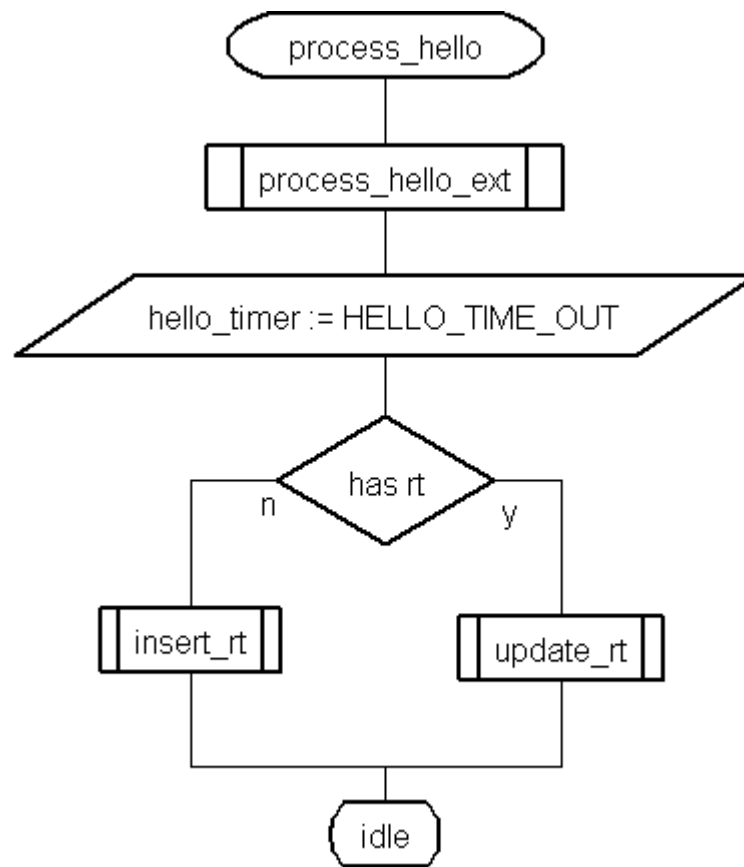 process_hello
process_hello_ext
hello_timer := HELLO_TIME_OUT
has rt
n
y
insert_rt
update_rt
idle